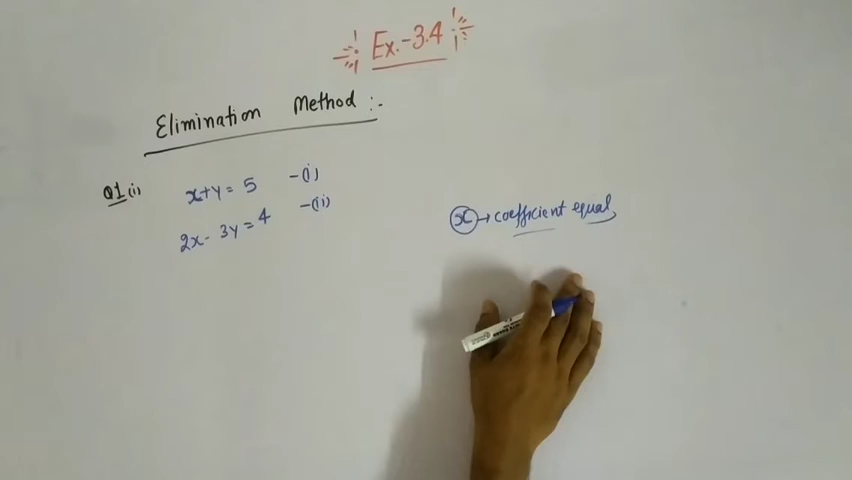 Ex.-3.4
Elimination Method :-
Q1(i) x+y = 5 -(i)
2x- 3y = 4 -(ii)
x → coefficient equal